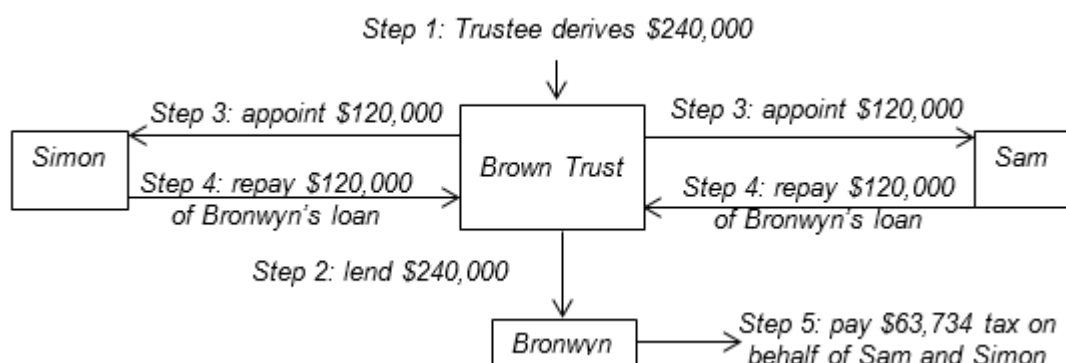 Step 1: Trustee derives $240,000
Step 3: appoint $120,000
Step 3: appoint $120,000
Simon
Brown Trust
Sam
Step 4: repay $120,000
of Bronwyn's loan
Step 4: repay $120,000
of Bronwyn's loan
Step 2: lend $240,000
Bronwyn
Step 5: pay $63,734 tax on
behalf of Sam and Simon